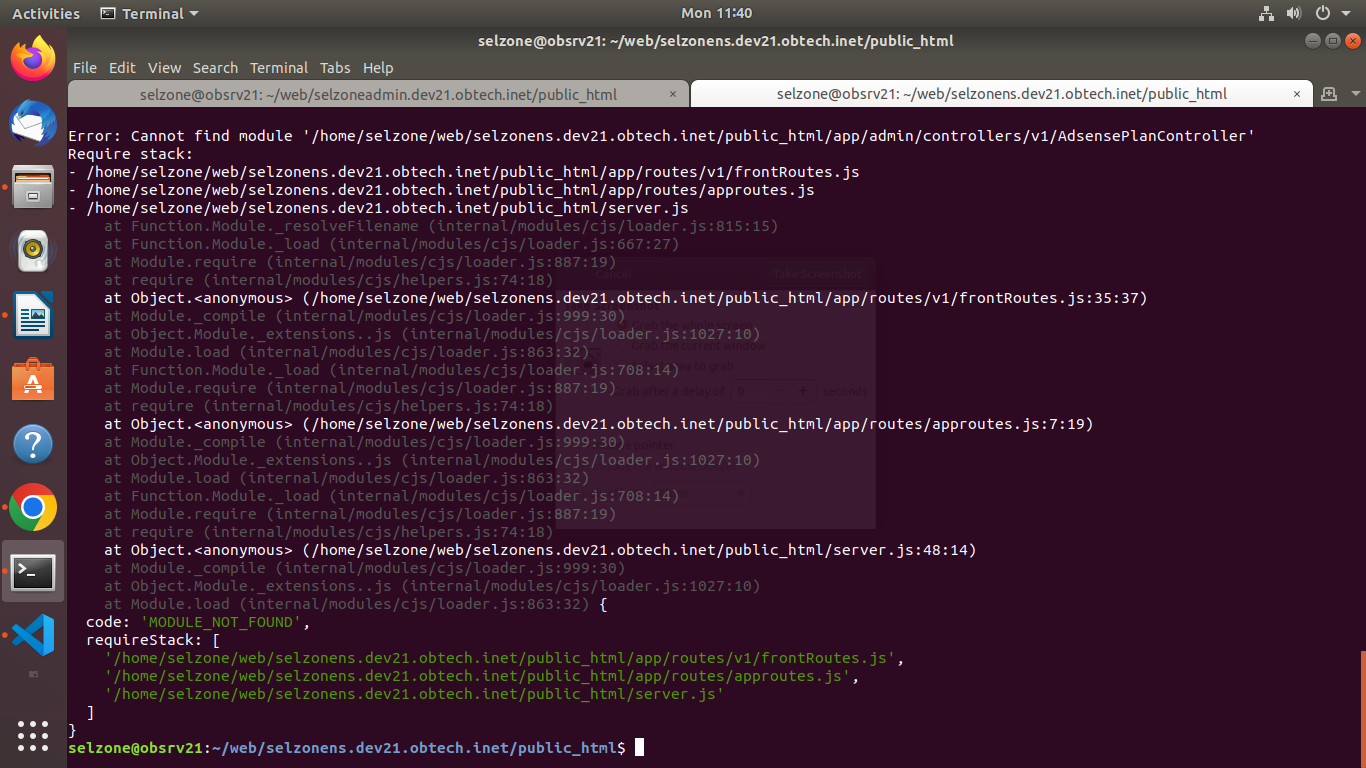 Activities Terminal Mon 11:40
selzone@obsrv21: ~/web/selzonens.dev21.obtech.inet/public_html
File Edit View Search Terminal Tabs Help
selzone@obsrv21: ~/web/selzoneadmin.dev21.obtech.inet/public_html × selzone@obsrv21: ~/web/selzonens.dev21.obtech.inet/public_html ×
Error: Cannot find module '/home/selzone/web/selzonens.dev21.obtech.inet/public_html/app/admin/controllers/v1/AdsensePlanController'
Require stack:
- /home/selzone/web/selzonens.dev21.obtech.inet/public_html/app/routes/v1/frontRoutes.js
- /home/selzone/web/selzonens.dev21.obtech.inet/public_html/app/routes/approutes.js
- /home/selzone/web/selzonens.dev21.obtech.inet/public_html/server.js
at Function.Module._resolveFilename (internal/modules/cjs/loader.js:815:15)
at Function.Module._load (internal/modules/cjs/loader.js:667:27)
at Module.require (internal/modules/cjs/loader.js:887:19)
Cancel Take Screenshot
at require (internal/modules/cjs/helpers.js:74:18)
at Object.<anonymous> (/home/selzone/web/selzonens.dev21.obtech.inet/public_html/app/routes/v1/frontRoutes.js:35:37)
at Module._compile (internal/modules/cjs/loader.js:999:30)
at Object.Module._extensions..js (internal/modules/cjs/loader.js:1027:10)
Grab the current window
at Module.load (internal/modules/cjs/loader.js:863:32)
to grab
at Function.Module._load (internal/modules/cjs/loader.js:708:14)
at Module.require (internal/modules/cjs/loader.js:887:19)
Grab after a delay of 0 − + seconds
at require (internal/modules/cjs/helpers.js:74:18)
at Object.<anonymous> (/home/selzone/web/selzonens.dev21.obtech.inet/public_html/app/routes/approutes.js:7:19)
at Module._compile (internal/modules/cjs/loader.js:999:30)
pointer
at Object.Module._extensions..js (internal/modules/cjs/loader.js:1027:10)
at Module.load (internal/modules/cjs/loader.js:863:32)
at Function.Module._load (internal/modules/cjs/loader.js:708:14)
at Module.require (internal/modules/cjs/loader.js:887:19)
at require (internal/modules/cjs/helpers.js:74:18)
at Object.<anonymous> (/home/selzone/web/selzonens.dev21.obtech.inet/public_html/server.js:48:14)
at Module._compile (internal/modules/cjs/loader.js:999:30)
at Object.Module._extensions..js (internal/modules/cjs/loader.js:1027:10)
at Module.load (internal/modules/cjs/loader.js:863:32) {
code: 'MODULE_NOT_FOUND',
requireStack: [
'/home/selzone/web/selzonens.dev21.obtech.inet/public_html/app/routes/v1/frontRoutes.js',
'/home/selzone/web/selzonens.dev21.obtech.inet/public_html/app/routes/approutes.js',
'/home/selzone/web/selzonens.dev21.obtech.inet/public_html/server.js'
]
}
selzone@obsrv21:~/web/selzonens.dev21.obtech.inet/public_html$